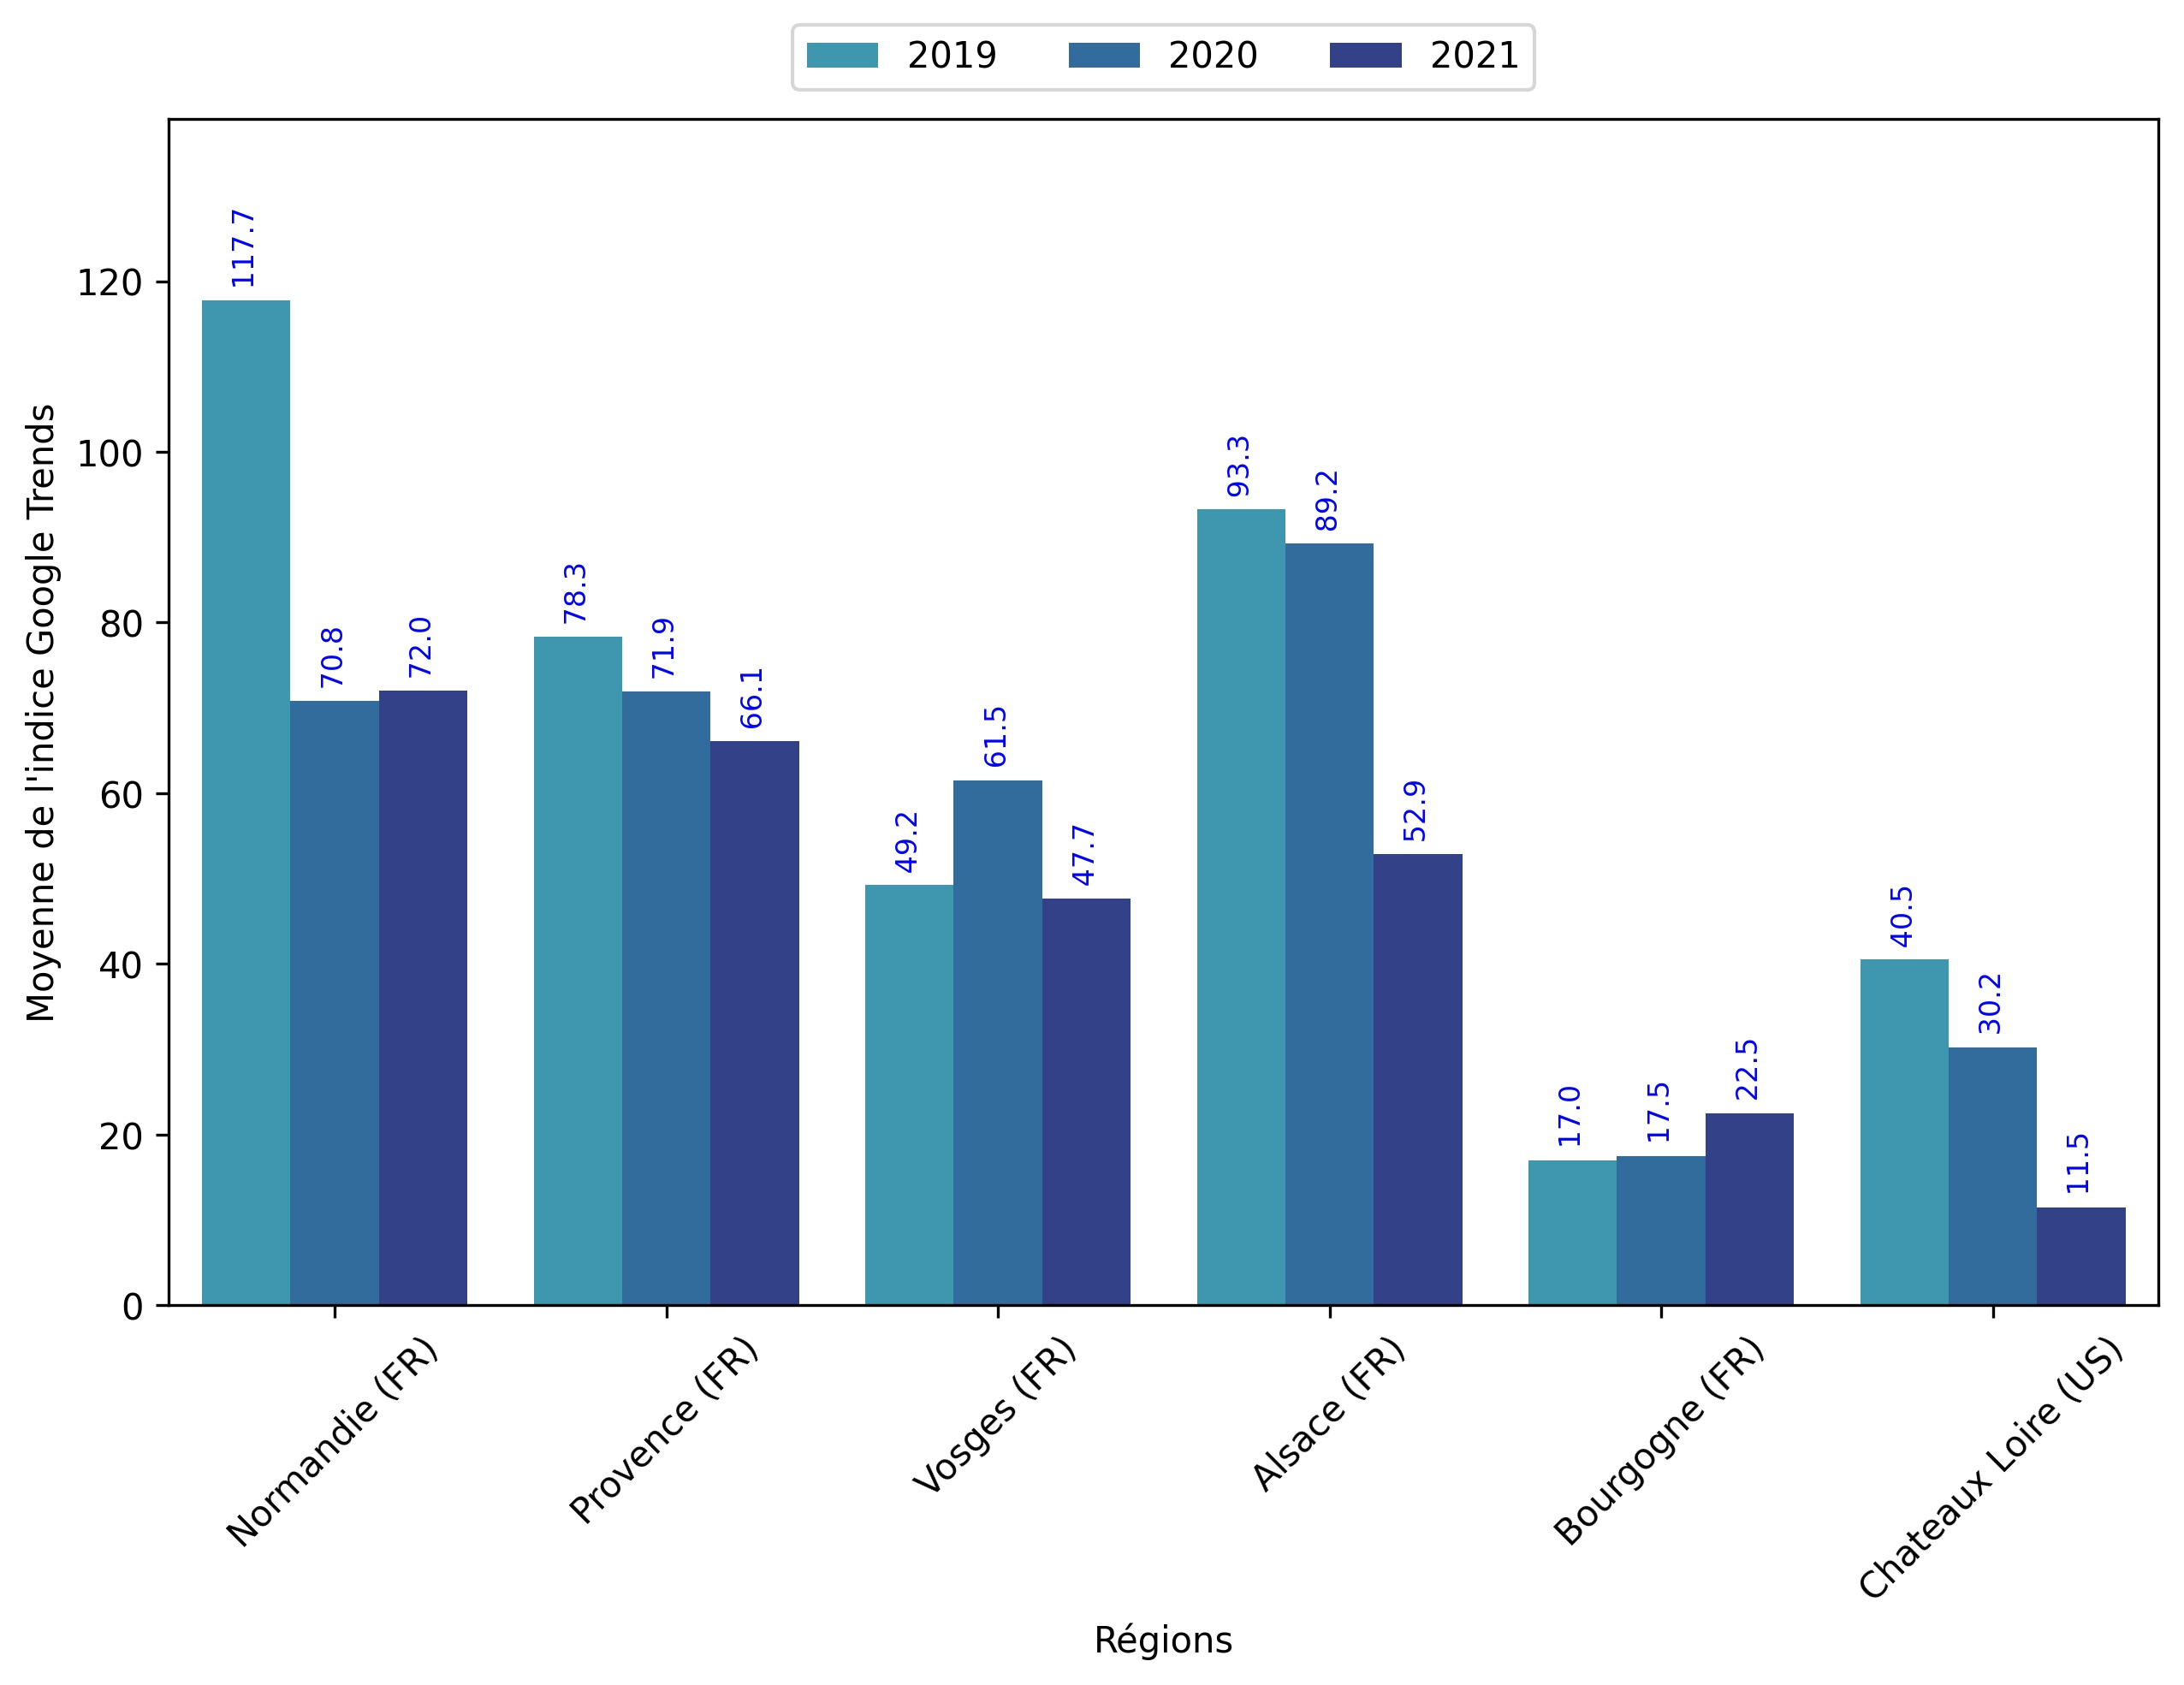 2019 2020 2021
Moyenne de l'indice Google Trends
120
100
80
60
40
20
0
117.7 70.8 72.0
78.3 71.9 66.1
49.2 61.5 47.7
93.3 89.2 52.9
17.0 17.5 22.5
40.5 30.2 11.5
Normandie (FR)
Provence (FR)
Vosges (FR)
Alsace (FR)
Bourgogne (FR)
Chateaux Loire (US)
Régions